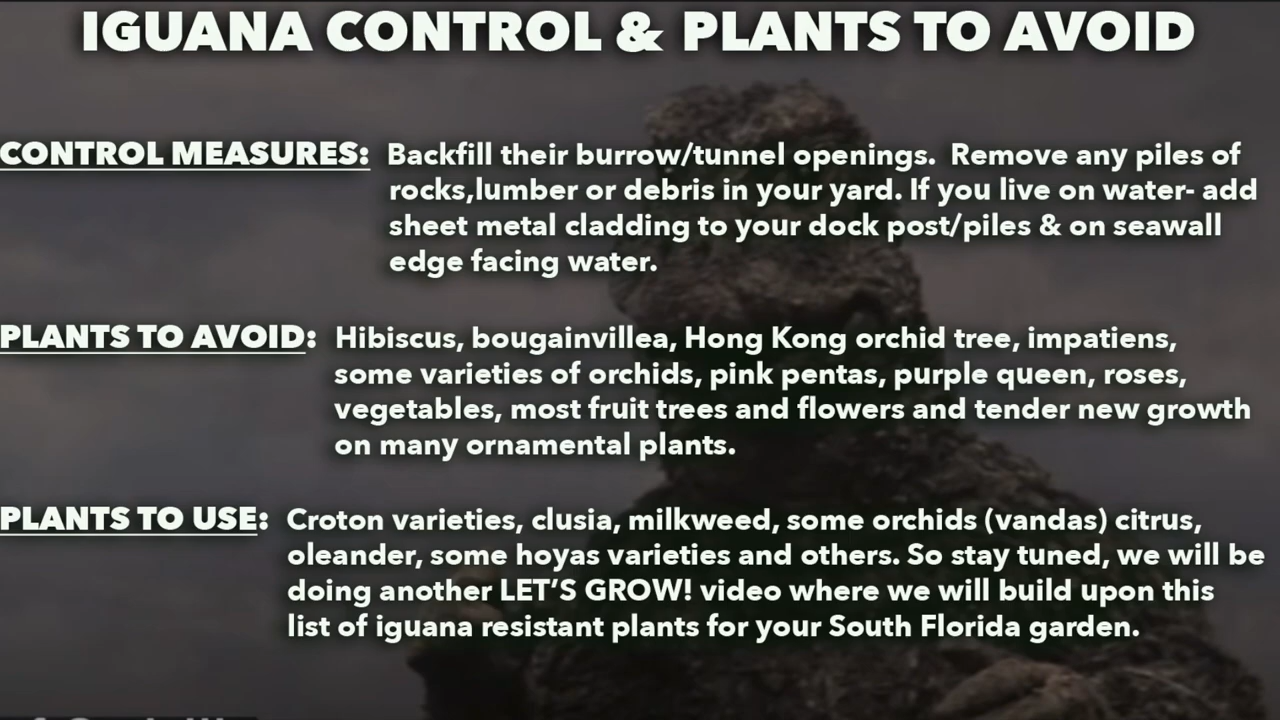 IGUANA CONTROL & PLANTS TO AVOID
CONTROL MEASURES: Backfill their burrow/tunnel openings. Remove any piles of
rocks,lumber or debris in your yard. If you live on water- add
sheet metal cladding to your dock post/piles & on seawall
edge facing water.
PLANTS TO AVOID: Hibiscus, bougainvillea, Hong Kong orchid tree, impatiens,
some varieties of orchids, pink pentas, purple queen, roses,
vegetables, most fruit trees and flowers and tender new growth
on many ornamental plants.
PLANTS TO USE: Croton varieties, clusia, milkweed, some orchids (vandas) citrus,
oleander, some hoyas varieties and others. So stay tuned, we will be
doing another LET'S GROW! video where we will build upon this
list of iguana resistant plants for your South Florida garden.